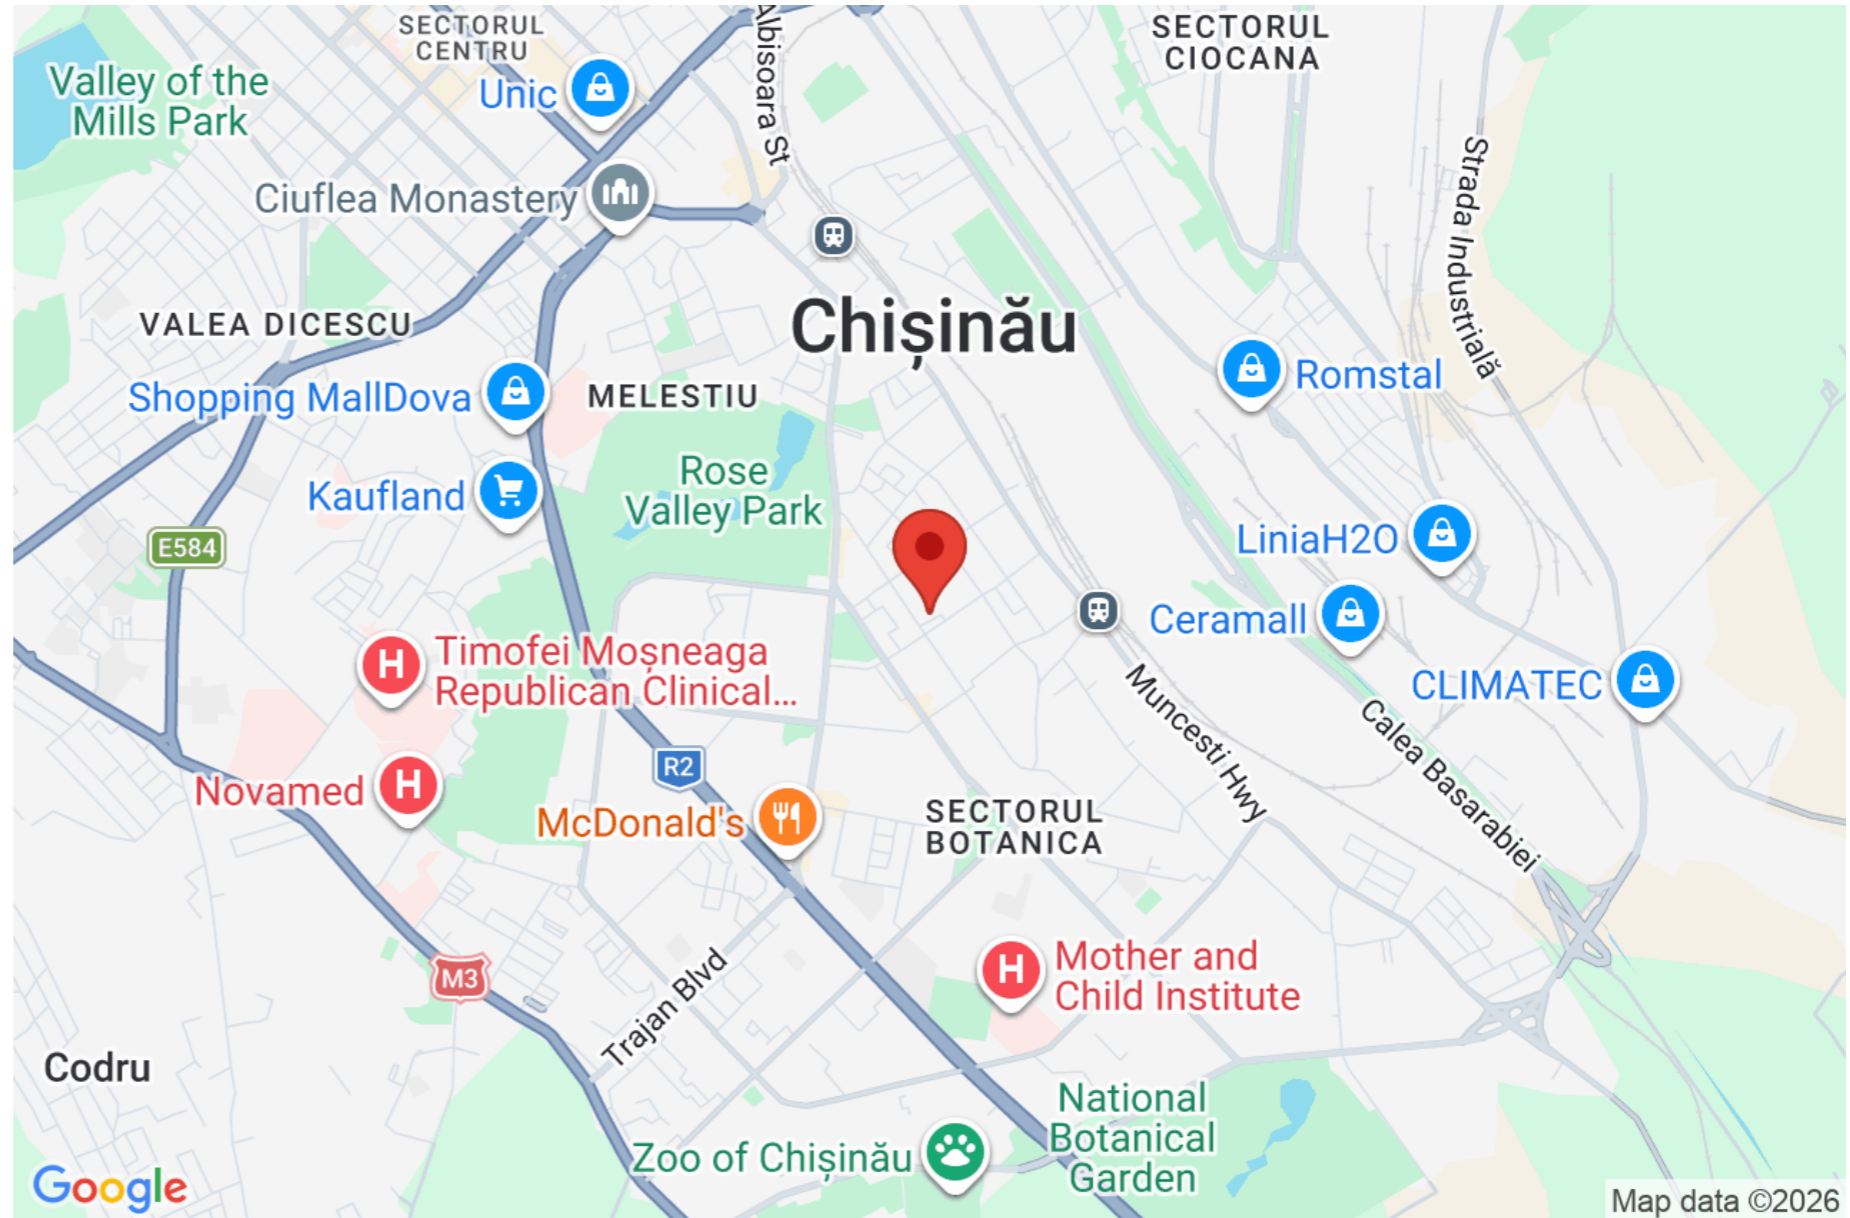 SECTORUL
CENTRU
Albisoara St
SECTORUL
CIOCANA
Valley of the
Mills Park
Unic
Ciuflea Monastery
Strada Industrială
VALEA DICESCU
Chișinău
Shopping MallDova
MELESTIU
Romstal
Rose
Valley Park
Kaufland
E584
LiniaH2O
Ceramall
Timofei Moșneaga
Republican Clinical...
CLIMATEC
Muncesti Hwy
Calea Basarabiei
R2
Novamed
McDonald's
SECTORUL
BOTANICA
M3
Trajan Blvd
Mother and
Child Institute
Codru
National
Botanical
Garden
Zoo of Chișinău
Google
Map data ©2026